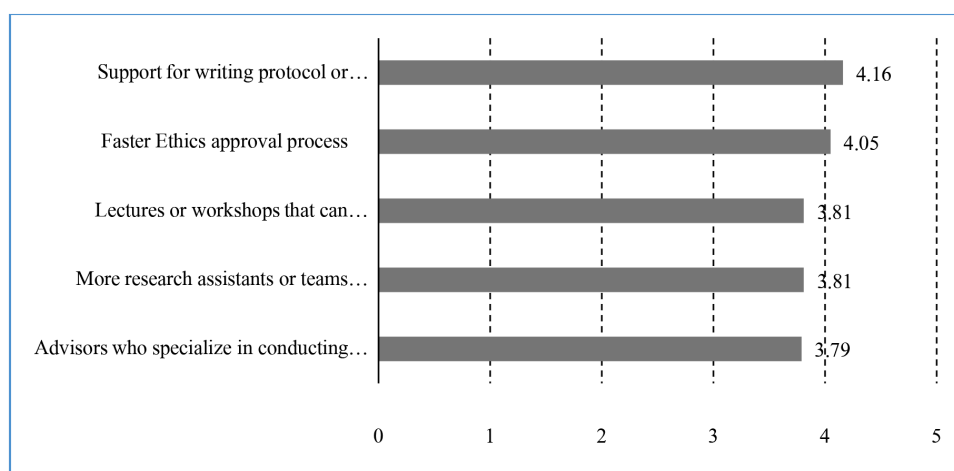 Support for writing protocol or…
4.16
Faster Ethics approval process
4.05
Lectures or workshops that can…
3.81
More research assistants or teams…
3.81
Advisors who specialize in conducting…
3.79
0 1 2 3 4 5